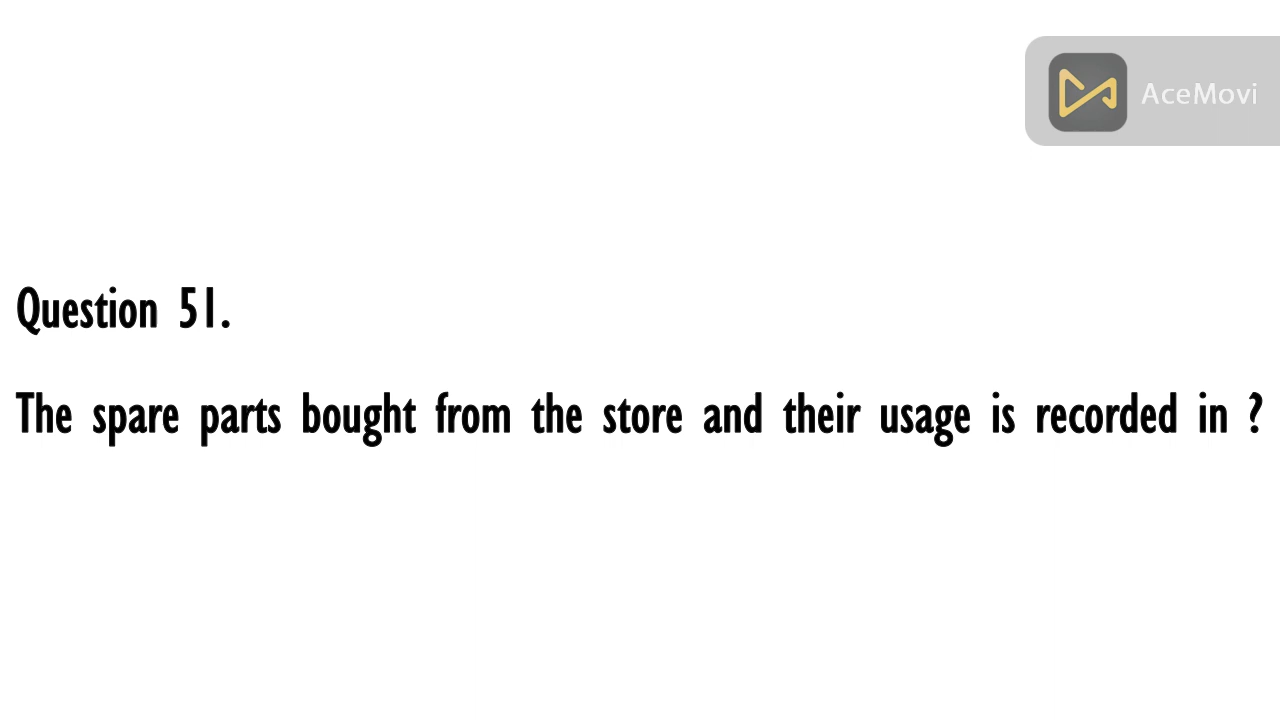 AceMovi
Question 51.
The spare parts bought from the store and their usage is recorded in ?